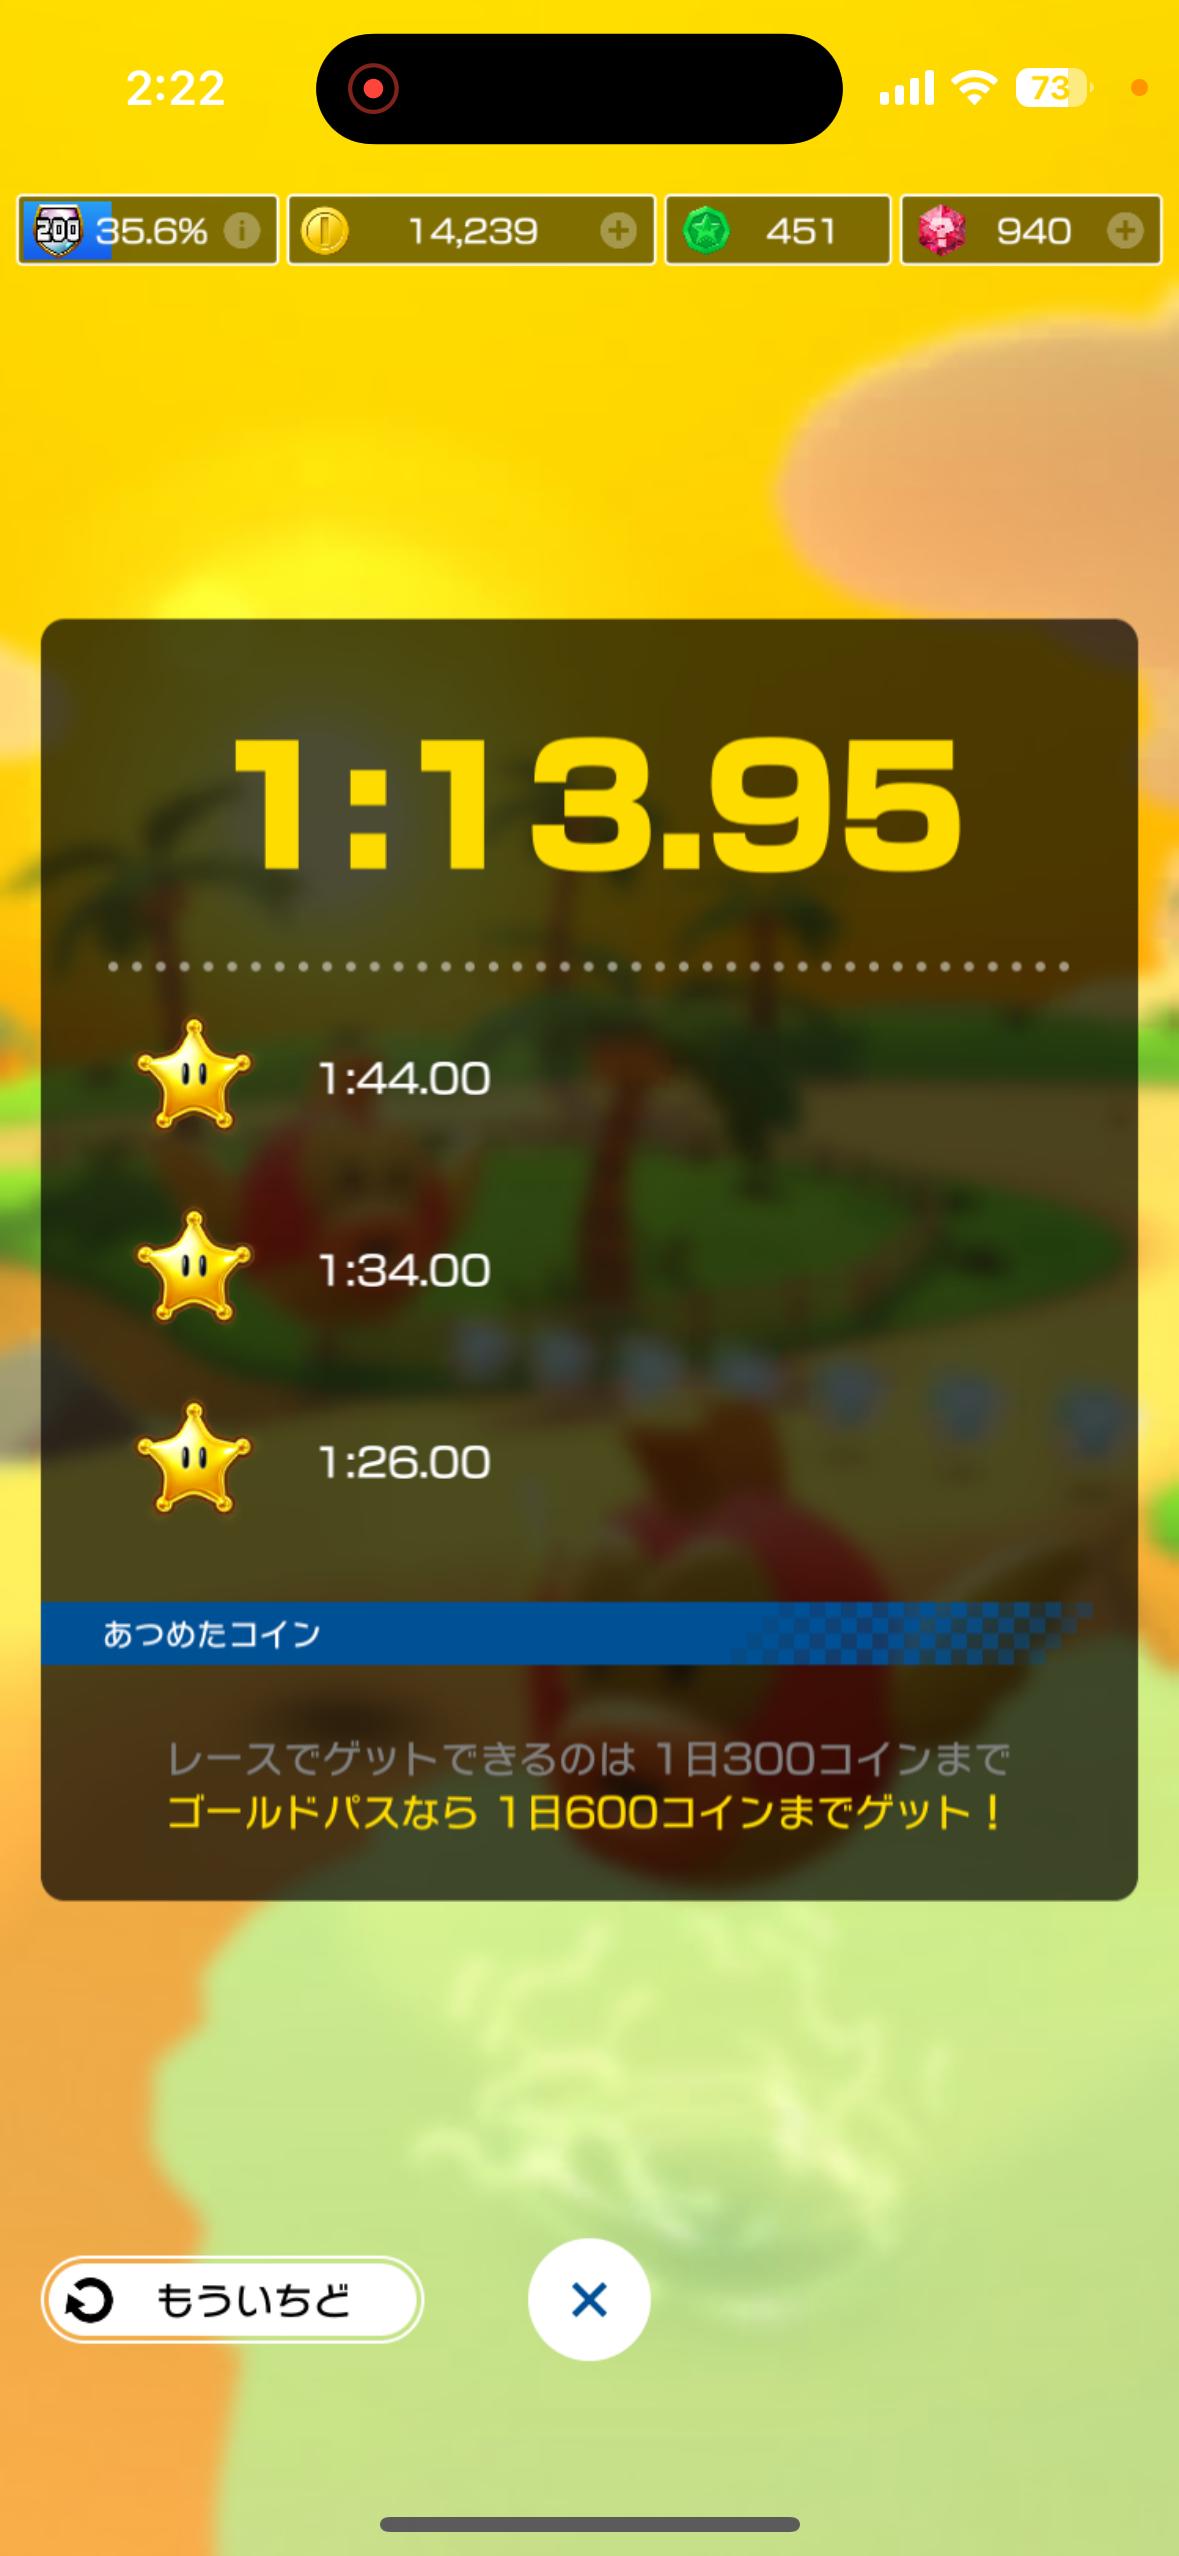 2:22
73
200 35.6% i 14,239 + 451 940 +
1:13.95
1:44.00
1:34.00
1:26.00
あつめたコイン
レースでゲットできるのは 1日300コインまで
ゴールドパスなら 1日600コインまでゲット！
もういちど